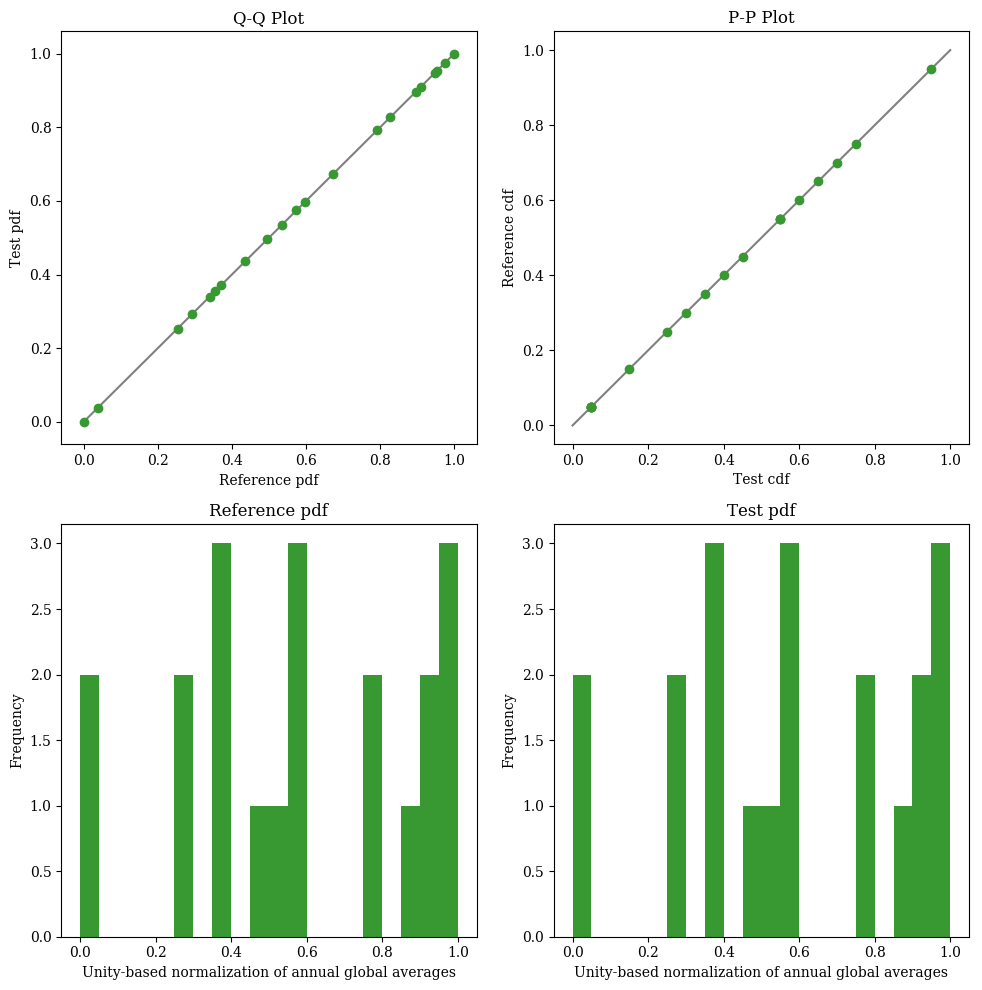 Q-Q Plot
1.0
0.8
0.6
0.4
0.2
0.0
Test pdf
0.0 0.2 0.4 0.6 0.8 1.0
Reference pdf
P-P Plot
1.0
0.8
0.6
0.4
0.2
0.0
Reference cdf
0.0 0.2 0.4 0.6 0.8 1.0
Test cdf
Reference pdf
3.0
2.5
2.0
1.5
1.0
0.5
0.0
Frequency
0.0 0.2 0.4 0.6 0.8 1.0
Unity-based normalization of annual global averages
Test pdf
3.0
2.5
2.0
1.5
1.0
0.5
0.0
Frequency
0.0 0.2 0.4 0.6 0.8 1.0
Unity-based normalization of annual global averages